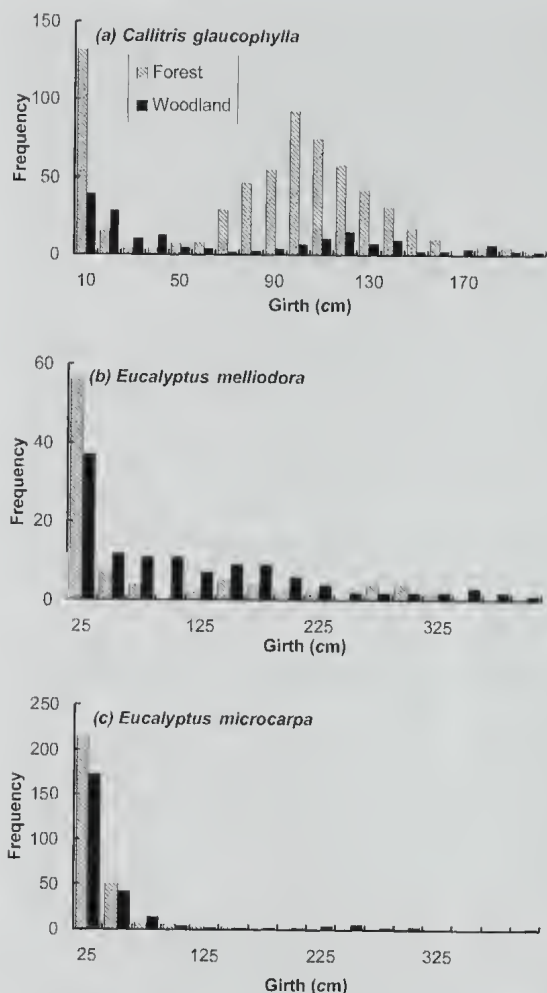 (a) Callitris glaucophylla
Forest
Woodland
Frequency
150
100
50
0
10 50 90 130 170
Girth (cm)
(b) Eucalyptus melliodora
Frequency
60
40
20
0
25 125 225 325
Girth (cm)
(c) Eucalyptus microcarpa
Frequency
250
200
150
100
50
0
25 125 225 325
Girth (cm)